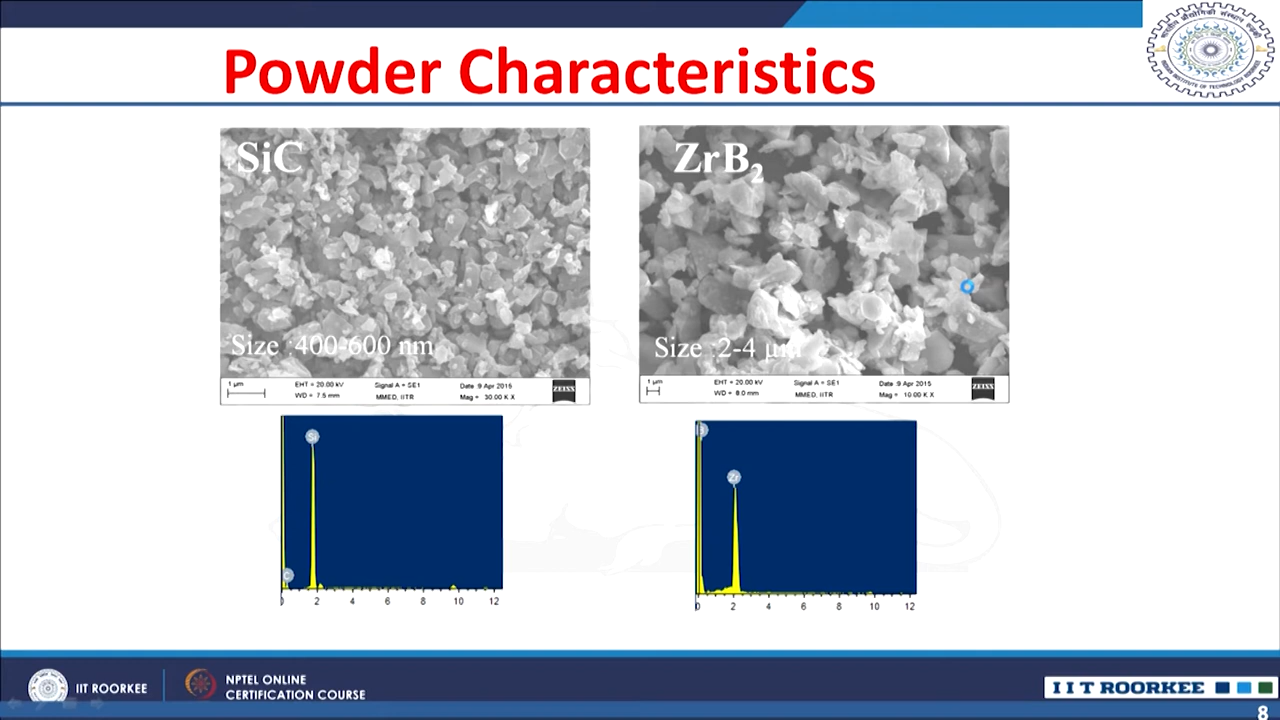 Powder Characteristics
SiC
Size :400-600 nm
1 µm
EHT = 20.00 kV
Signal A = SE1
Date :9 Apr 2015
WD = 7.5 mm
MMED, IITR
Mag = 30.00 K X
ZEISS
ZrB2
Size :2-4 µm
1 µm
EHT = 20.00 kV
Signal A = SE1
Date :9 Apr 2015
WD = 8.0 mm
MMED, IITR
Mag = 10.00 K X
ZEISS
Si
C
0 2 4 6 8 10 12
B
Zr
0 2 4 6 8 10 12
IIT ROORKEE
NPTEL ONLINE
CERTIFICATION COURSE
I I T ROORKEE
8